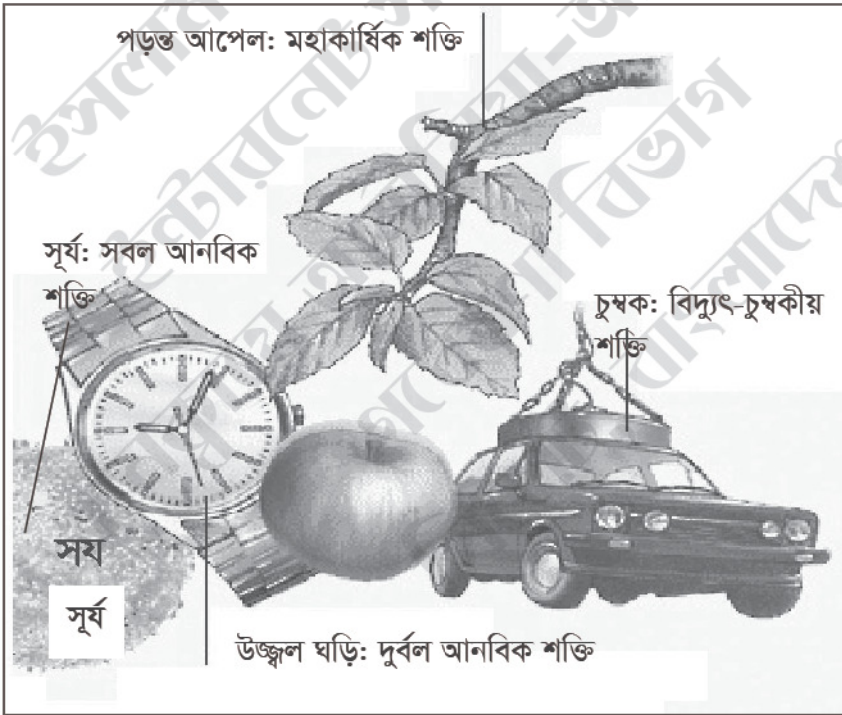 পড়ন্ত আপেল: মহাকার্ষিক শক্তি
সূর্য: সবল আনবিক
শক্তি
চুম্বক: বিদ্যুৎ-চুম্বকীয়
শক্তি
সয
সূর্য
উজ্জ্বল ঘড়ি: দুর্বল আনবিক শক্তি